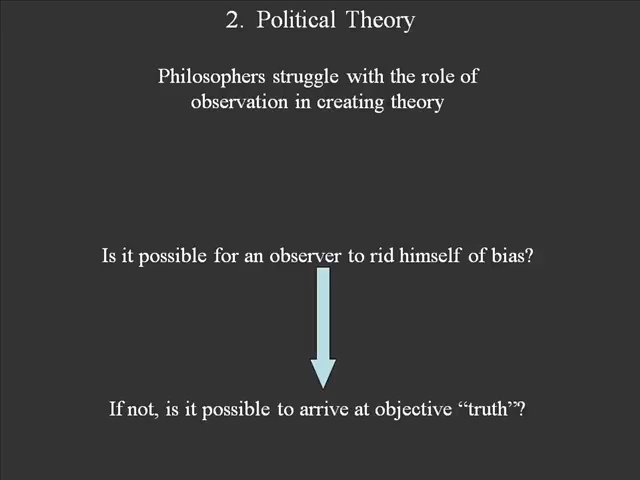 2. Political Theory
Philosophers struggle with the role of
observation in creating theory
Is it possible for an observer to rid himself of bias?
If not, is it possible to arrive at objective “truth”?